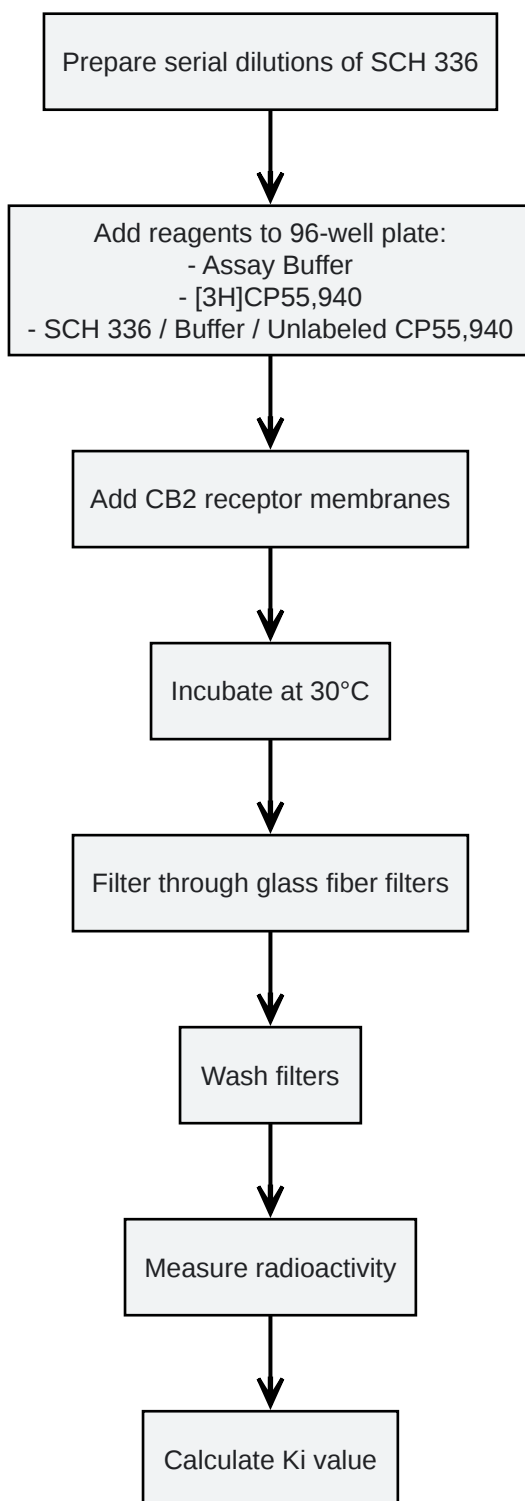 Prepare serial dilutions of SCH 336
Add reagents to 96-well plate:
- Assay Buffer
- [3H]CP55,940
- SCH 336 / Buffer / Unlabeled CP55,940
Add CB2 receptor membranes
Incubate at 30°C
Filter through glass fiber filters
Wash filters
Measure radioactivity
Calculate Ki value